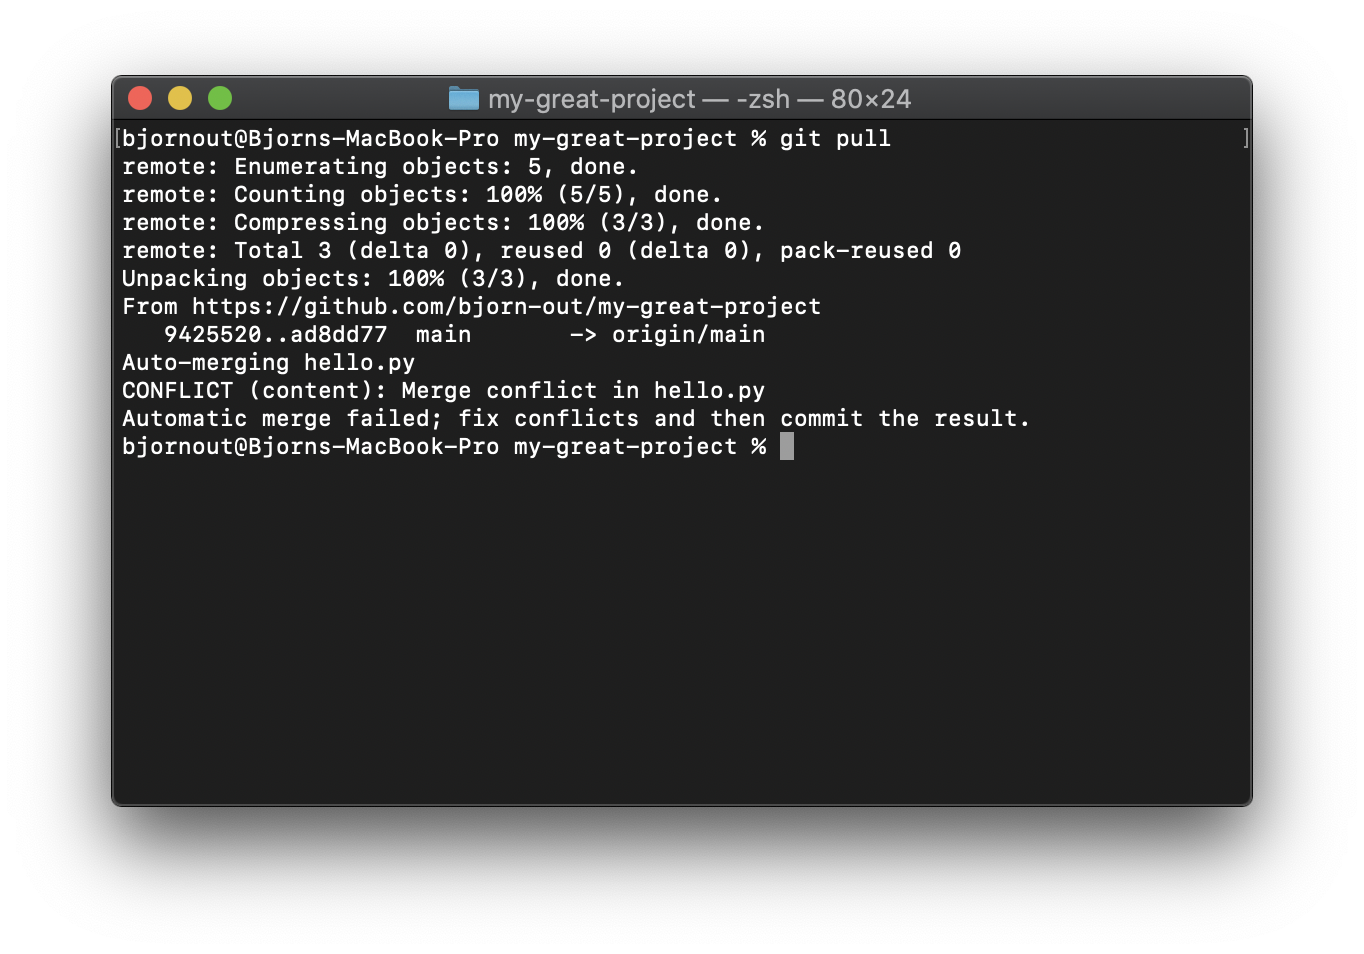 my-great-project — -zsh — 80×24
[bjornout@Bjorns-MacBook-Pro my-great-project % git pull ]
remote: Enumerating objects: 5, done.
remote: Counting objects: 100% (5/5), done.
remote: Compressing objects: 100% (3/3), done.
remote: Total 3 (delta 0), reused 0 (delta 0), pack-reused 0
Unpacking objects: 100% (3/3), done.
From https://github.com/bjorn-out/my-great-project
   9425520..ad8dd77  main       -> origin/main
Auto-merging hello.py
CONFLICT (content): Merge conflict in hello.py
Automatic merge failed; fix conflicts and then commit the result.
bjornout@Bjorns-MacBook-Pro my-great-project %